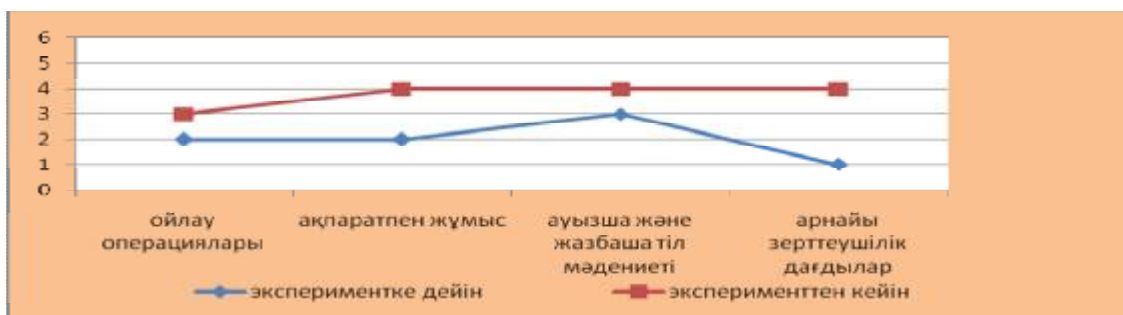 6
5
4
3
2
1
0
ойлау
операциялары
ақпаратпен жұмыс
ауызша және
жазбаша тіл
мәдениеті
арнайы
зерттеушілік
дағдылар
экспериментке дейін
эксперименттен кейін